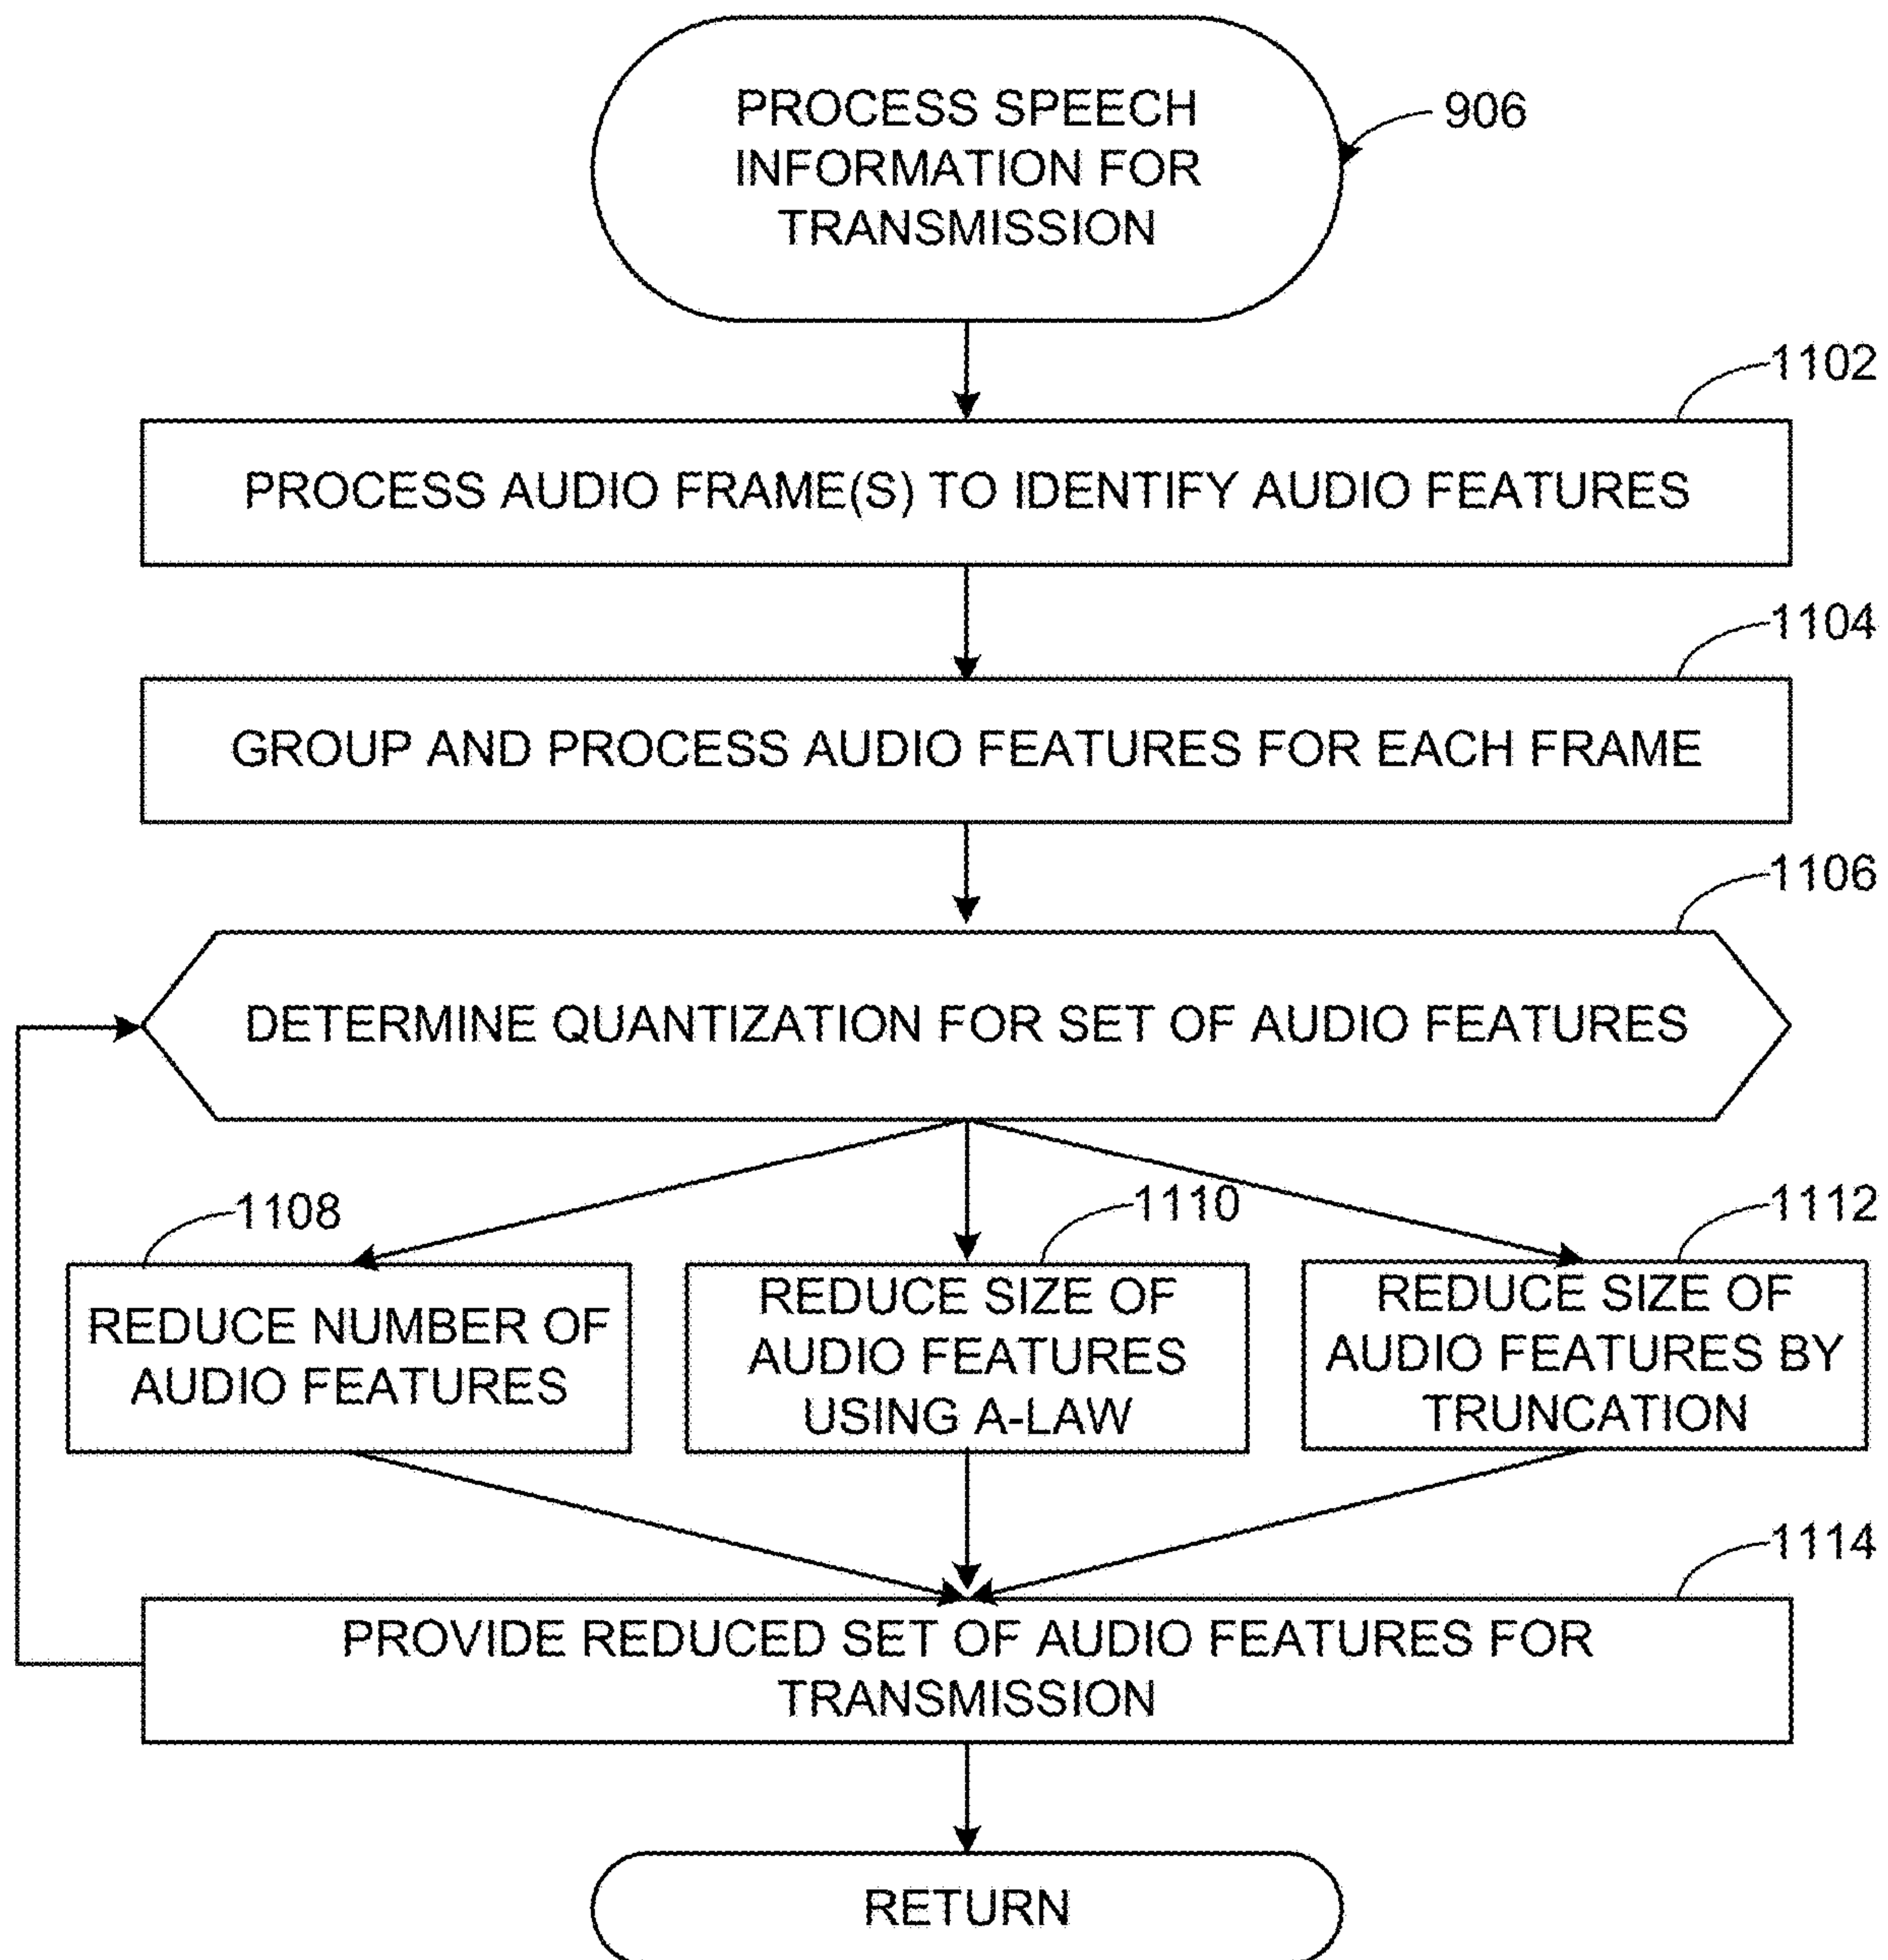 PROCESS SPEECH
INFORMATION FOR
TRANSMISSION
906
1102
PROCESS AUDIO FRAME(S) TO IDENTIFY AUDIO FEATURES
1104
GROUP AND PROCESS AUDIO FEATURES FOR EACH FRAME
1106
DETERMINE QUANTIZATION FOR SET OF AUDIO FEATURES
1108
REDUCE NUMBER OF
AUDIO FEATURES
1110
REDUCE SIZE OF
AUDIO FEATURES
USING A-LAW
1112
REDUCE SIZE OF
AUDIO FEATURES BY
TRUNCATION
1114
PROVIDE REDUCED SET OF AUDIO FEATURES FOR
TRANSMISSION
RETURN